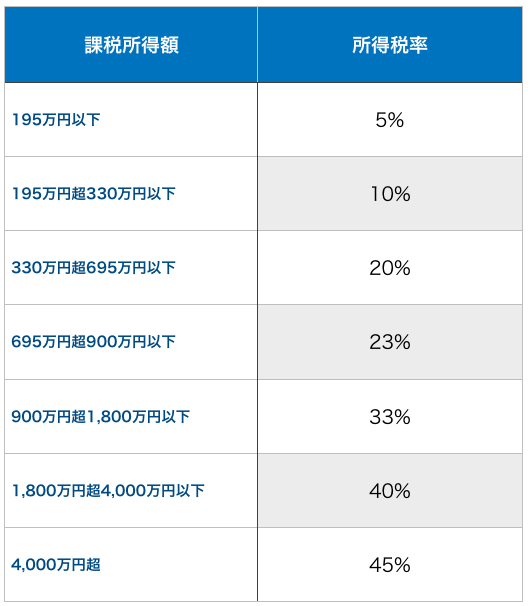 課税所得額 所得税率
195万円以下 5%
195万円超330万円以下 10%
330万円超695万円以下 20%
695万円超900万円以下 23%
900万円超1,800万円以下 33%
1,800万円超4,000万円以下 40%
4,000万円超 45%